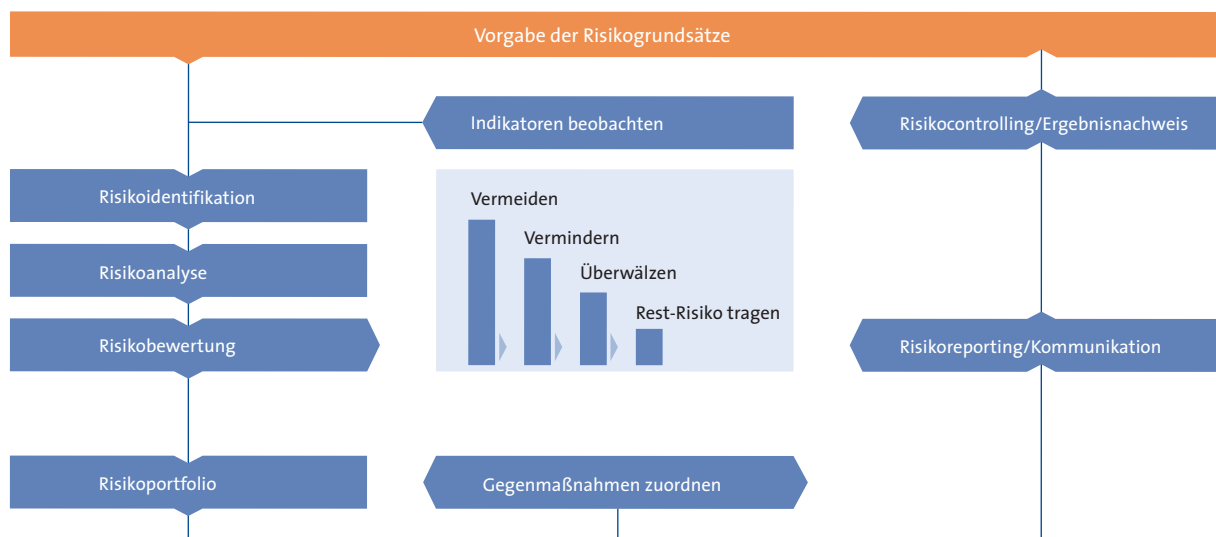 Vorgabe der Risikogrundsätze
Indikatoren beobachten
Risikocontrolling/Ergebnisnachweis
Risikoidentifikation
Vermeiden
Vermindern
Risikoanalyse
Überwälzen
Rest-Risiko tragen
Risikobewertung
Risikoreporting/Kommunikation
Risikoportfolio
Gegenmaßnahmen zuordnen